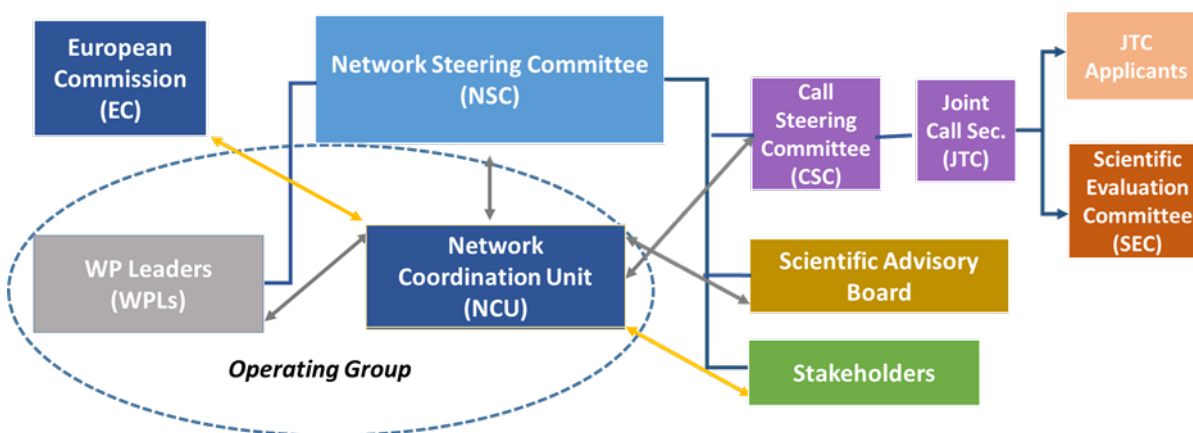 European
Commission
(EC)
Network Steering Committee
(NSC)
Call
Steering
Committee
(CSC)
Joint
Call Sec.
(JTC)
JTC
Applicants
Scientific
Evaluation
Committee
(SEC)
WP Leaders
(WPLs)
Network
Coordination Unit
(NCU)
Scientific Advisory
Board
Operating Group
Stakeholders